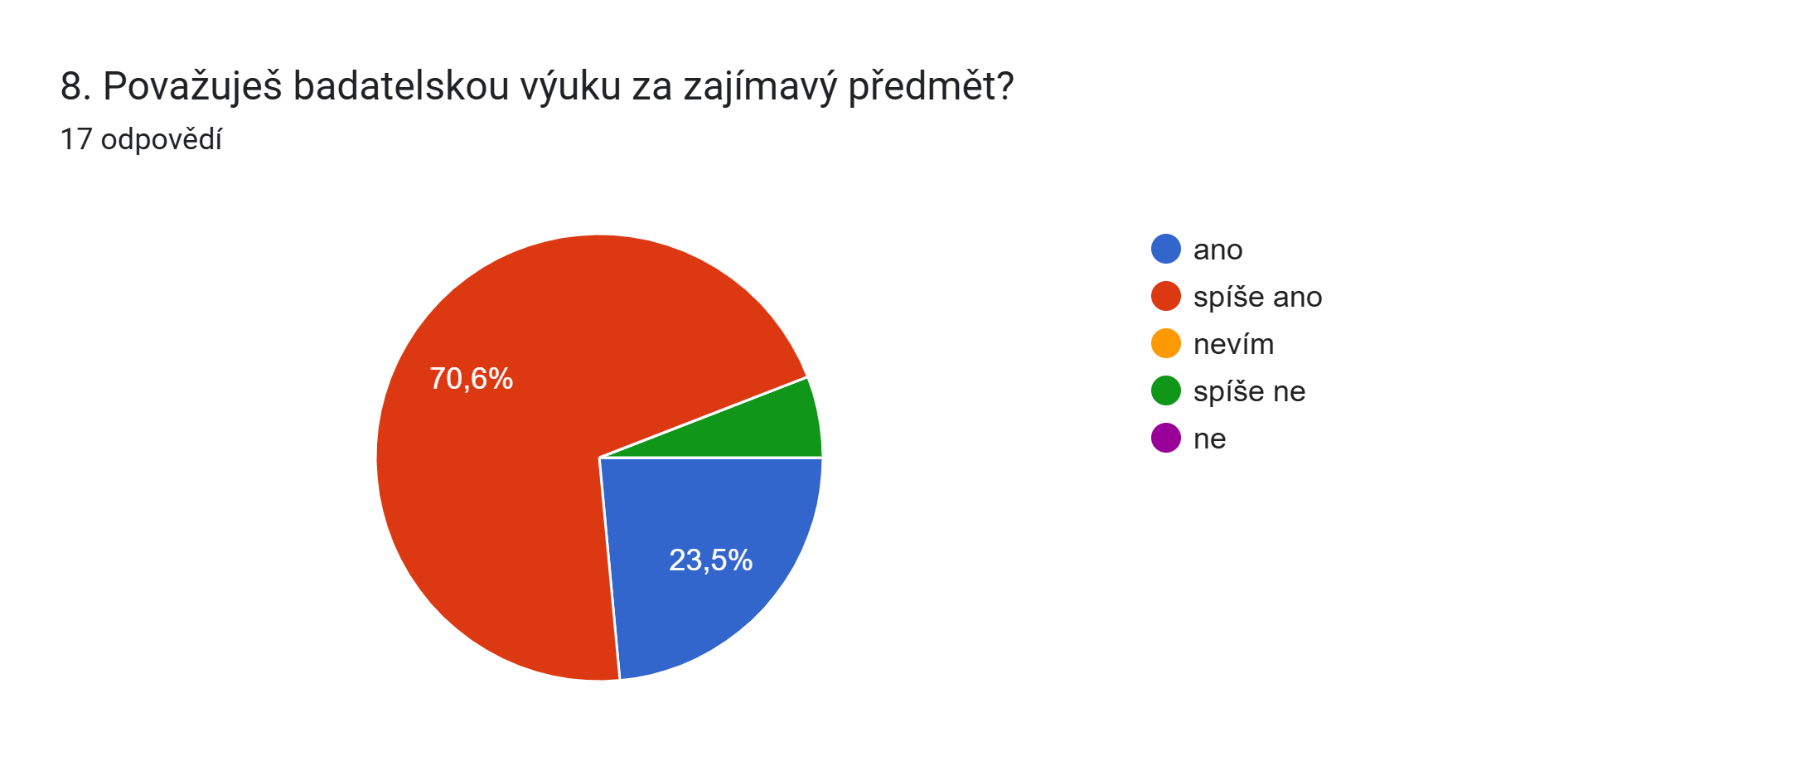 8. Považuješ badatelskou výuku za zajímavý předmět?
17 odpovědí
ano
spíše ano
nevím
spíše ne
ne
70,6%
23,5%